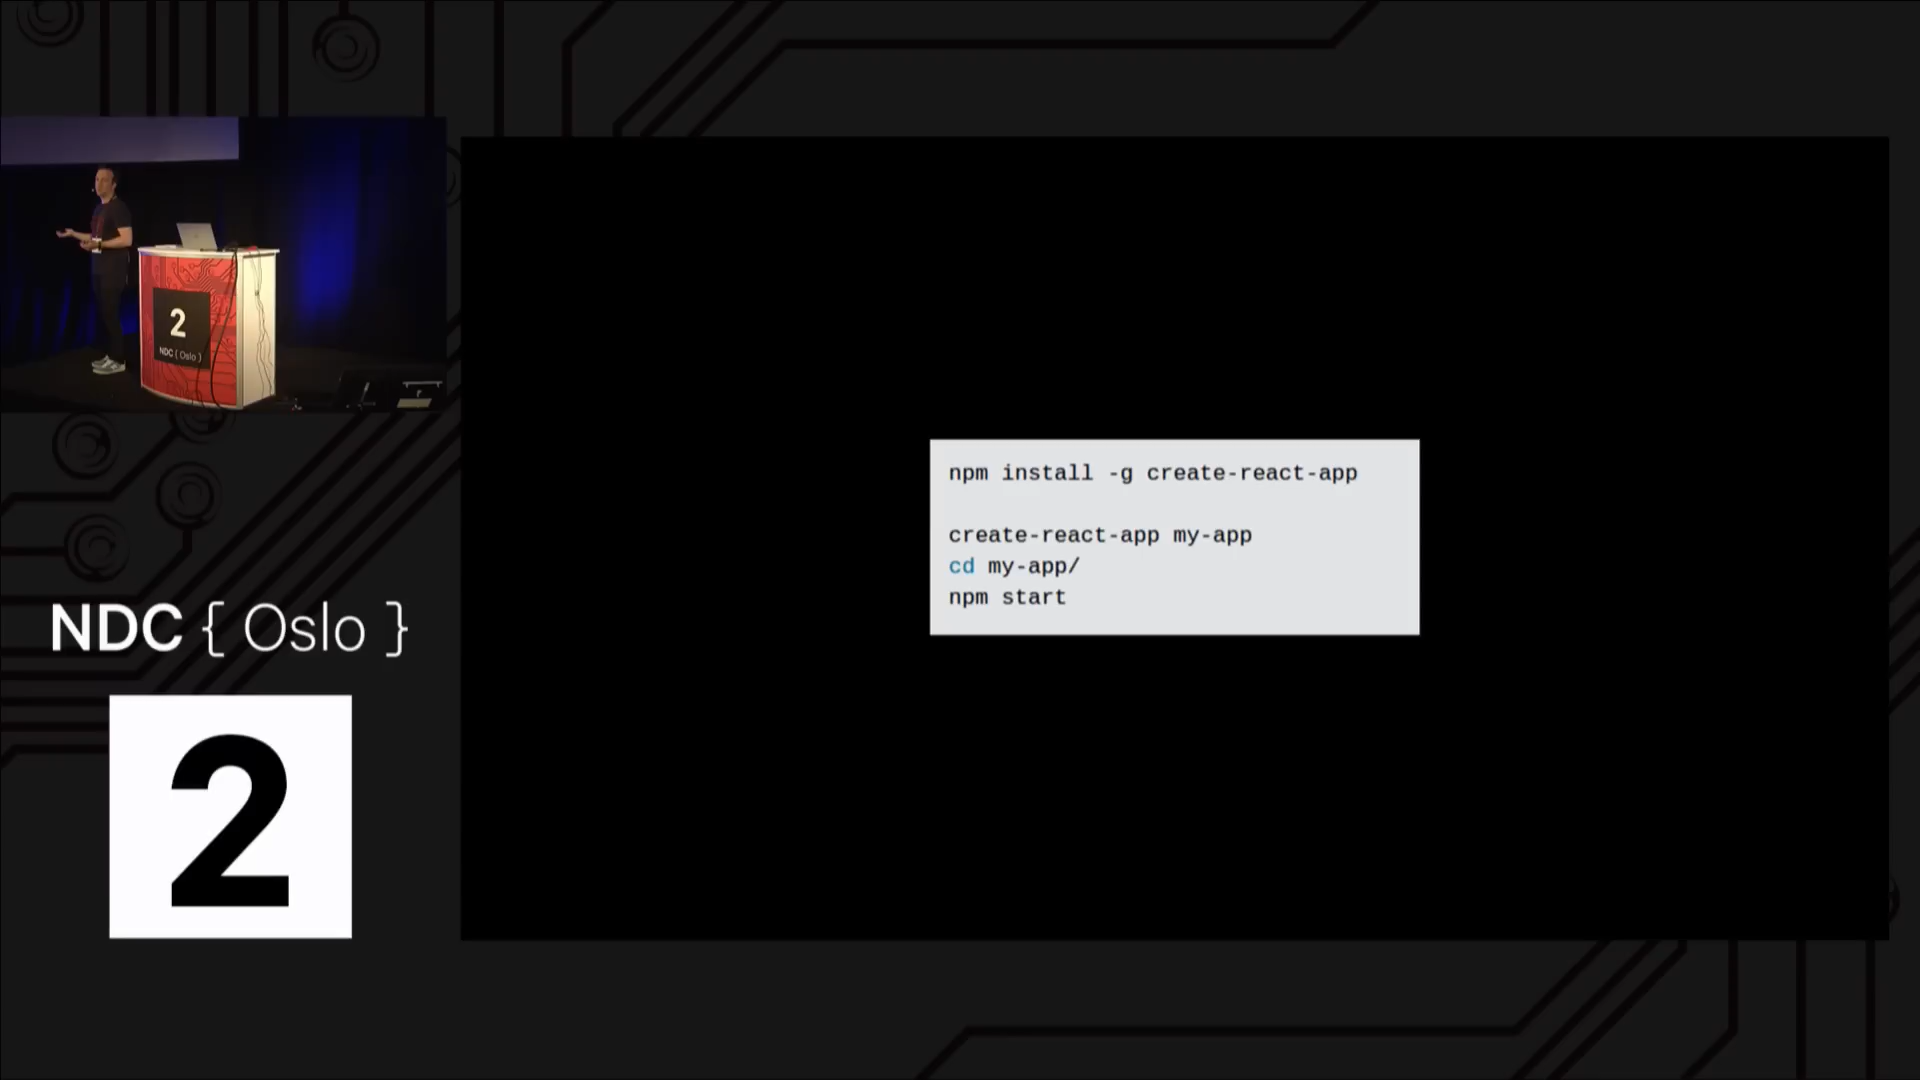 2
NDC { Oslo }
npm install -g create-react-app
create-react-app my-app
cd my-app/
npm start
NDC { Oslo }
2